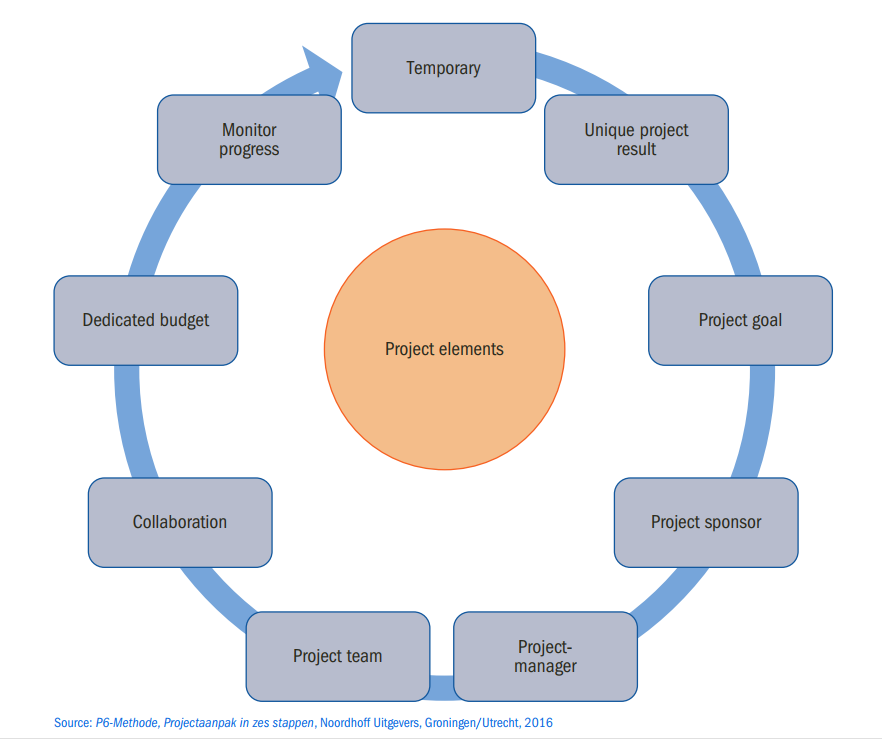 Temporary
Unique project
result
Project goal
Project sponsor
Project-
manager
Project team
Collaboration
Dedicated budget
Monitor
progress
Project elements
Source: P6-Methode, Projectaanpak in zes stappen, Noordhoff Uitgevers, Groningen/Utrecht, 2016